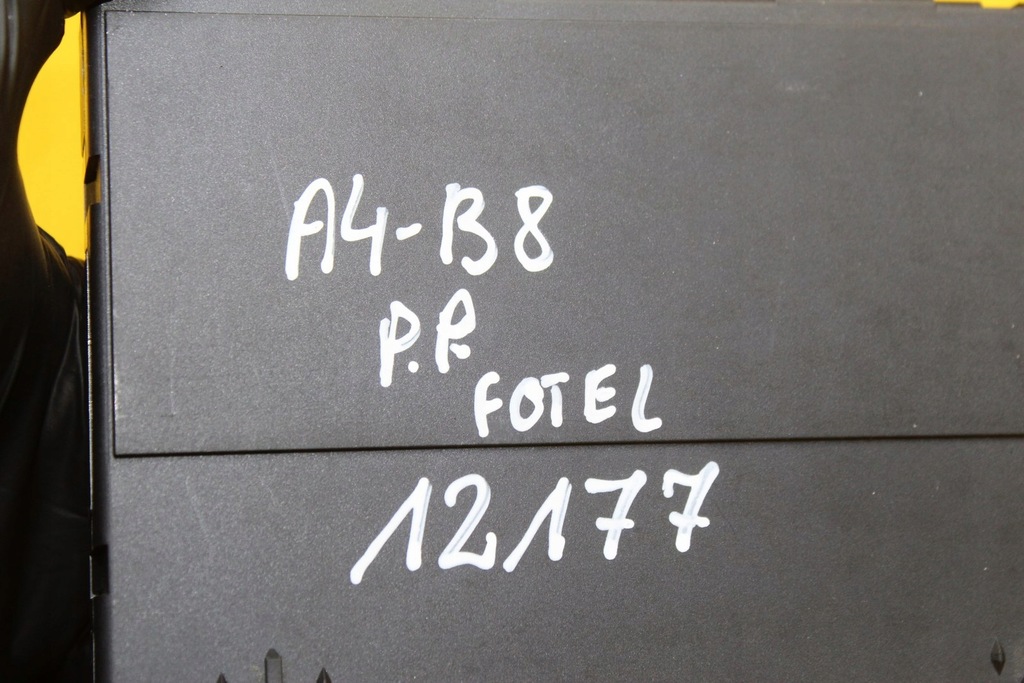 A4-B8
P.P.
FOTEL
12177